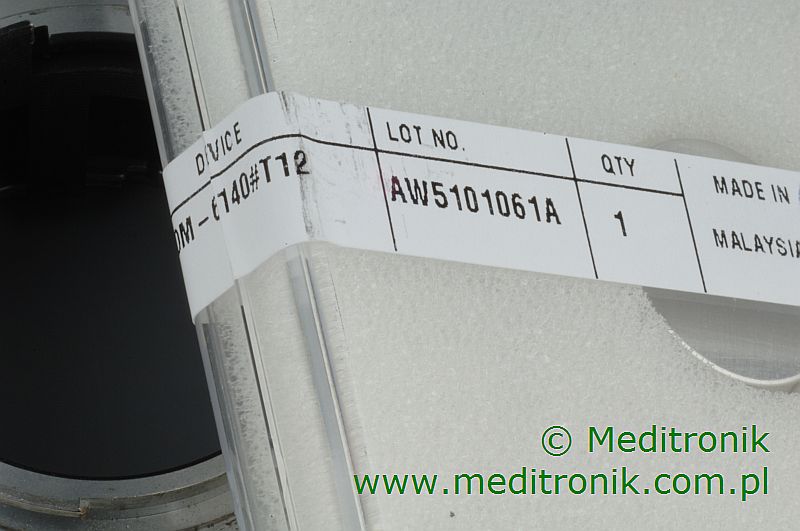 DEVICE
LOT NO.
QTY
MADE IN
MALAYSIA
AW5101061A
1
© Meditronik
www.meditronik.com.pl